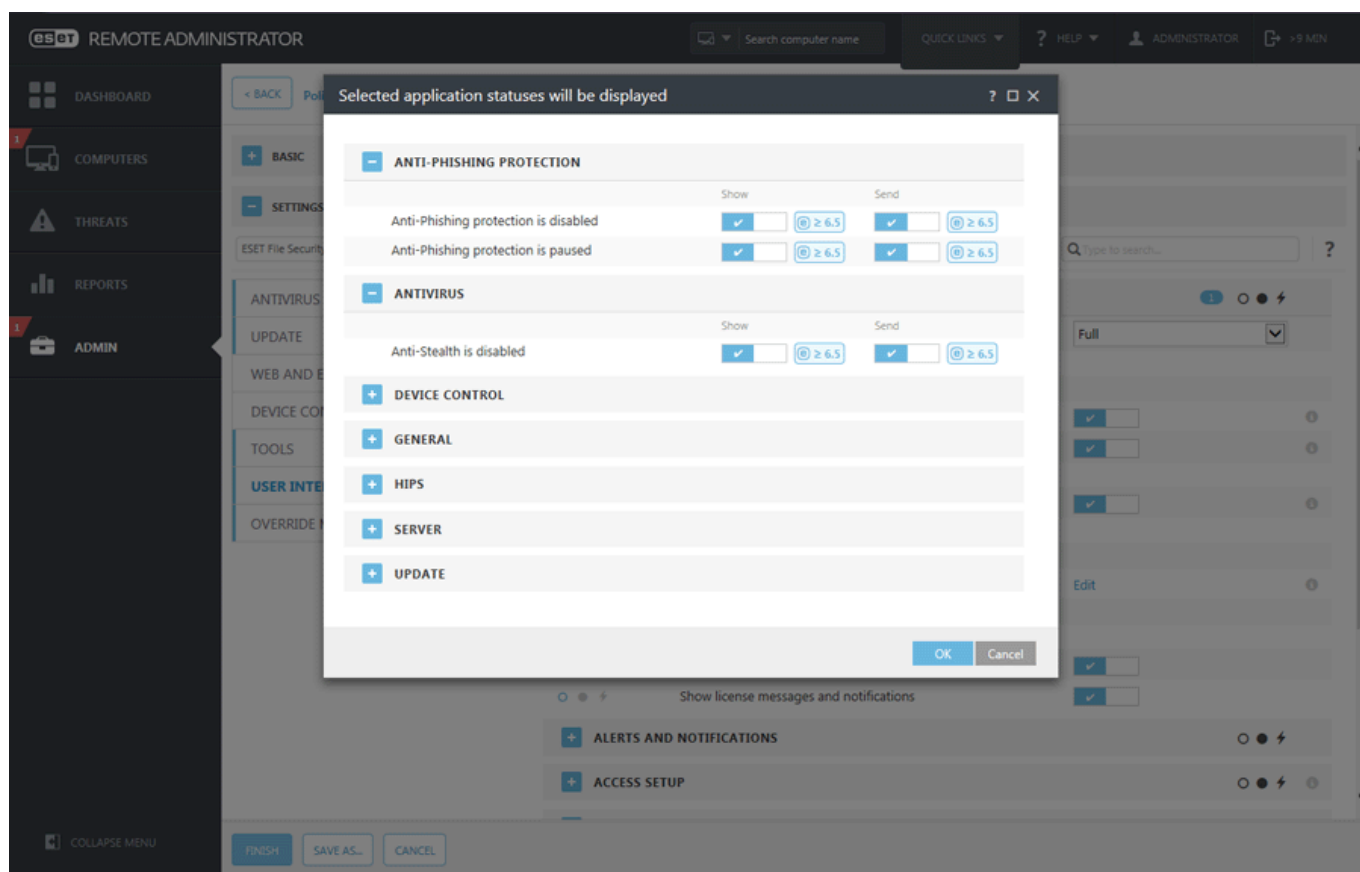 eset REMOTE ADMINISTRATOR
Search computer name
QUICK LINKS
? HELP
ADMINISTRATOR
>9 MIN
DASHBOARD
1
COMPUTERS
THREATS
REPORTS
1
ADMIN
COLLAPSE MENU
< BACK
+ BASIC
SETTINGS
ESET File Security
Type to search...
?
ANTIVIRUS
UPDATE
WEB AND E
DEVICE CO
TOOLS
USER INTE
OVERRIDE
1
Full
Edit
Selected application statuses will be displayed
?
ANTI-PHISHING PROTECTION
Show Send
Anti-Phishing protection is disabled ≥ 6.5 ≥ 6.5
Anti-Phishing protection is paused ≥ 6.5 ≥ 6.5
ANTIVIRUS
Show Send
Anti-Stealth is disabled ≥ 6.5 ≥ 6.5
+ DEVICE CONTROL
+ GENERAL
+ HIPS
+ SERVER
+ UPDATE
OK Cancel
Show license messages and notifications
+ ALERTS AND NOTIFICATIONS
+ ACCESS SETUP
FINISH SAVE AS... CANCEL